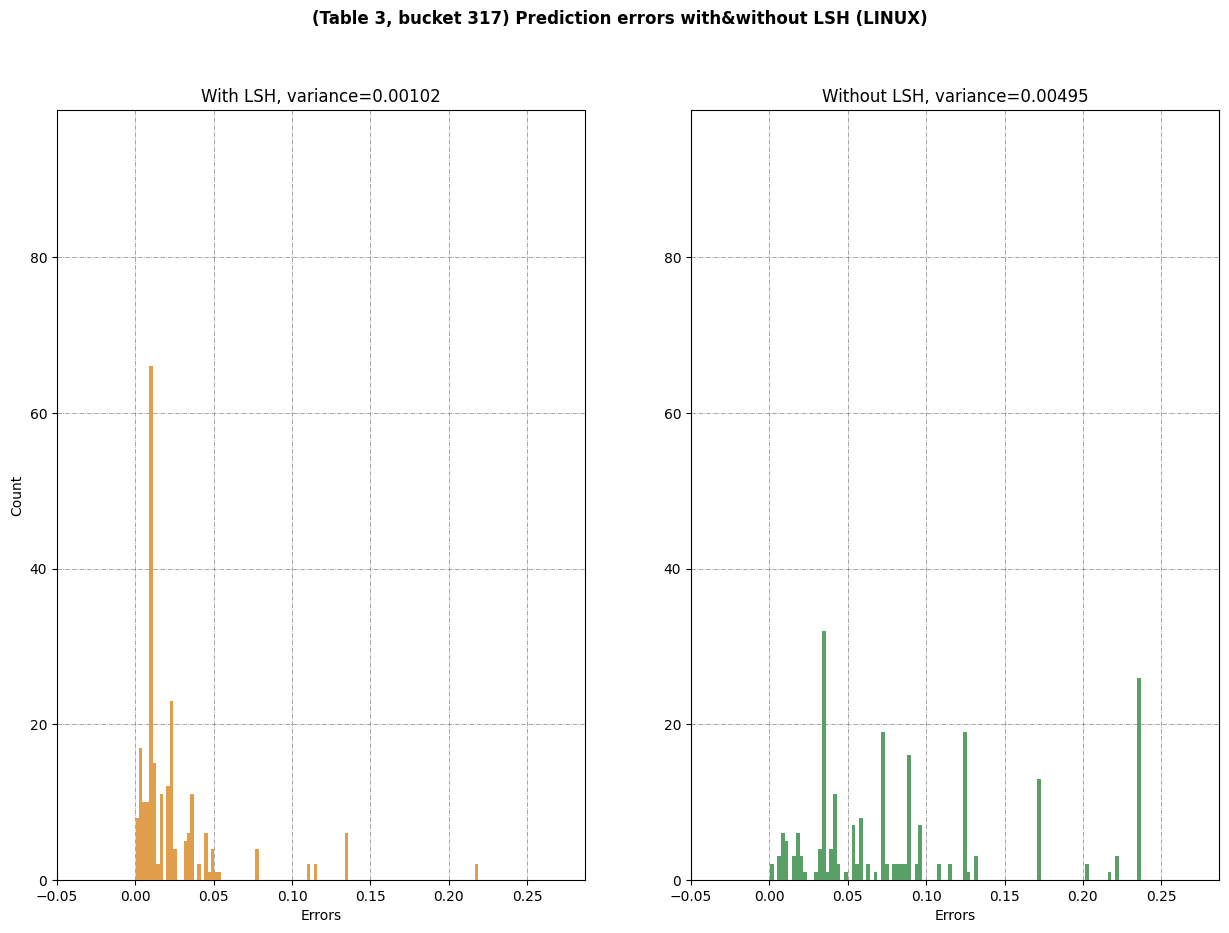 (Table 3, bucket 317) Prediction errors with&without LSH (LINUX)
With LSH, variance=0.00102
80
60
40
20
0
Count
−0.05 0.00 0.05 0.10 0.15 0.20 0.25
Errors
Without LSH, variance=0.00495
80
60
40
20
0
−0.05 0.00 0.05 0.10 0.15 0.20 0.25
Errors